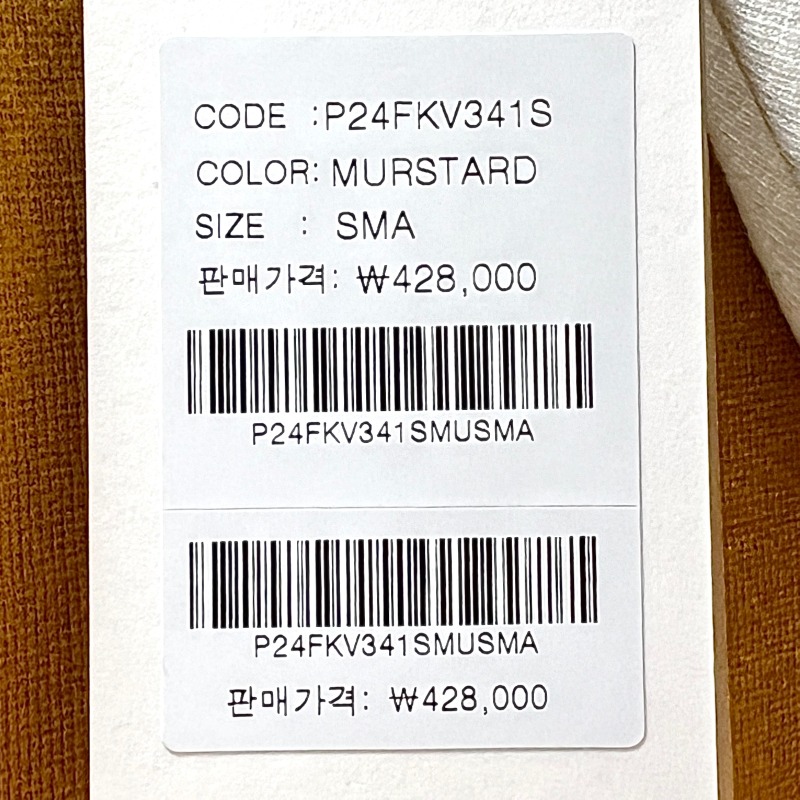 CODE :P24FKV341S
COLOR: MURSTARD
SIZE : SMA
판매가격: ₩428,000
P24FKV341SMUSMA
P24FKV341SMUSMA
판매가격: ₩428,000